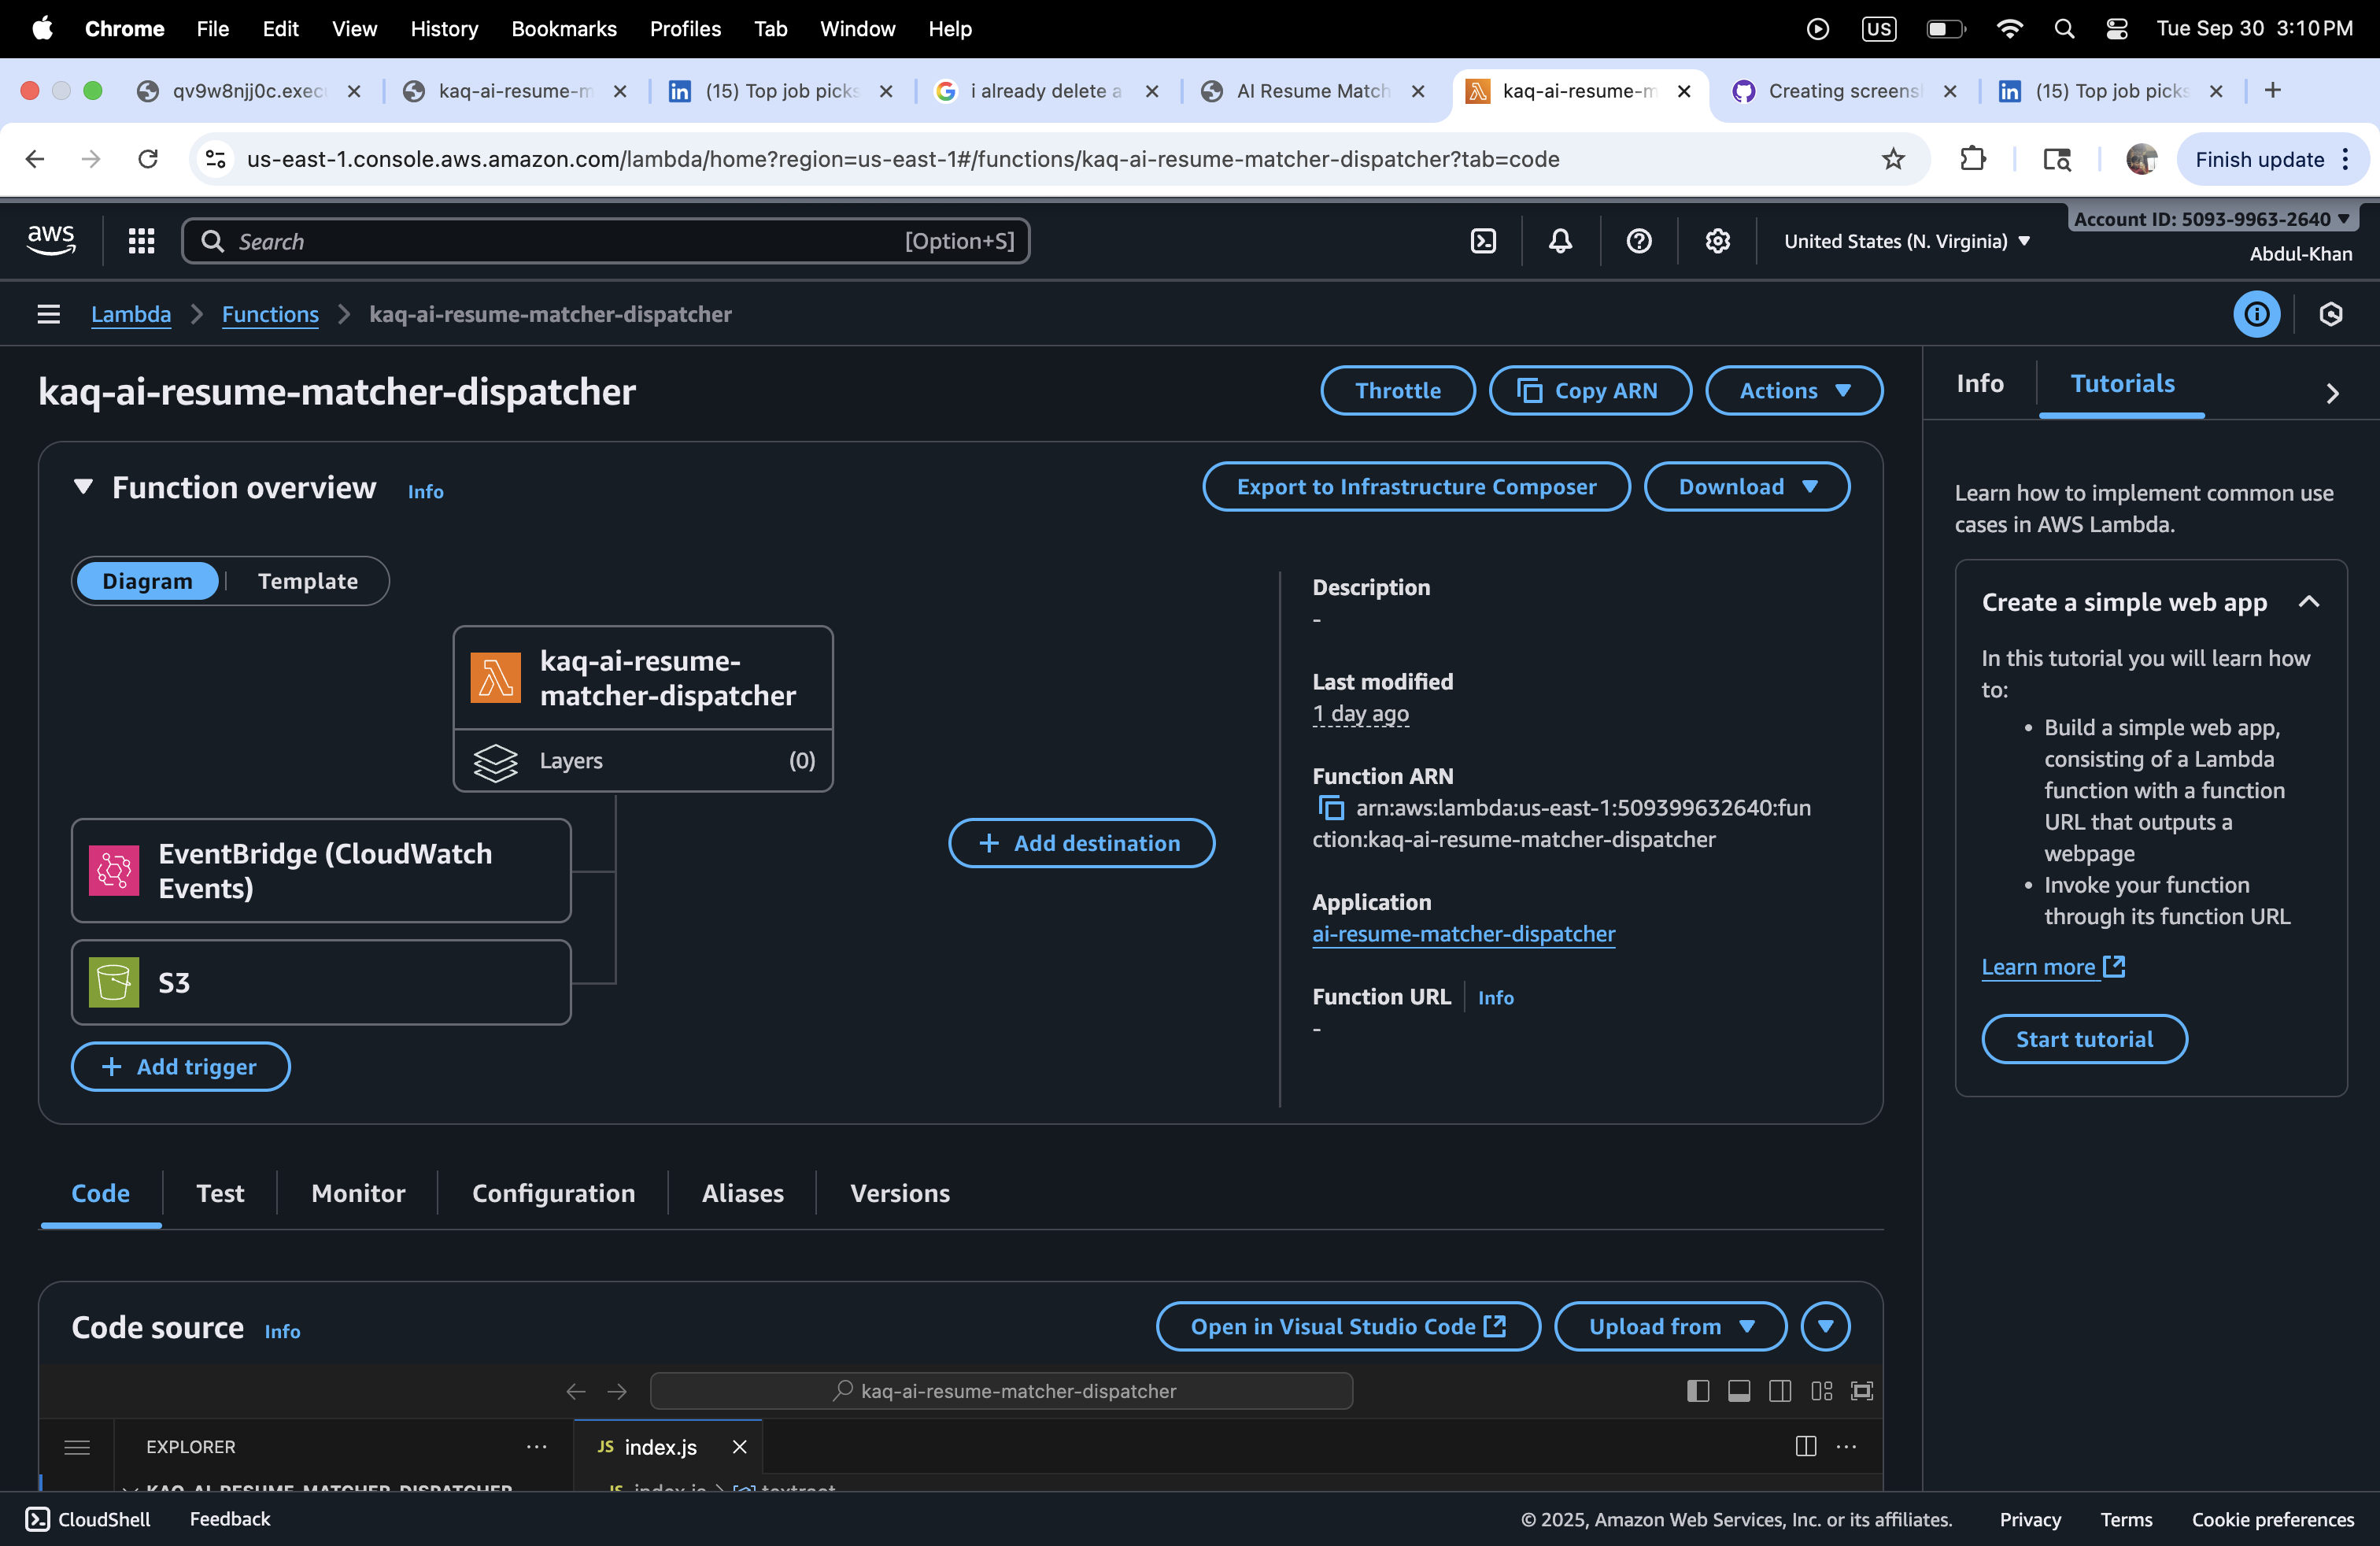 Chrome File Edit View History Bookmarks Profiles Tab Window Help US Tue Sep 30 3:10 PM
qv9w8njj0c.exec kaq-ai-resume-m (15) Top job picks i already delete a AI Resume Match kaq-ai-resume-m Creating screens (15) Top job picks
us-east-1.console.aws.amazon.com/lambda/home?region=us-east-1#/functions/kaq-ai-resume-matcher-dispatcher?tab=code Finish update
Account ID: 5093-9963-2640
aws Search [Option+S] United States (N. Virginia)
Abdul-Khan
Lambda Functions kaq-ai-resume-matcher-dispatcher
kaq-ai-resume-matcher-dispatcher Throttle Copy ARN Actions
Function overview Info Export to Infrastructure Composer Download
Diagram Template
kaq-ai-resume-
matcher-dispatcher
Layers (0)
EventBridge (CloudWatch
Events)
S3
Add trigger
Add destination
Description
-
Last modified
1 day ago
Function ARN
arn:aws:lambda:us-east-1:509399632640:fun
ction:kaq-ai-resume-matcher-dispatcher
Application
ai-resume-matcher-dispatcher
Function URL Info
-
Info Tutorials
Learn how to implement common use
cases in AWS Lambda.
Create a simple web app
In this tutorial you will learn how
to:
• Build a simple web app,
consisting of a Lambda
function with a function
URL that outputs a
webpage
• Invoke your function
through its function URL
Learn more
Start tutorial
Code Test Monitor Configuration Aliases Versions
Code source Info Open in Visual Studio Code Upload from
kaq-ai-resume-matcher-dispatcher
EXPLORER JS index.js
KAQ-AI-RESUME-MATCHER-DISPATCHER JS index.js textract
CloudShell Feedback © 2025, Amazon Web Services, Inc. or its affiliates. Privacy Terms Cookie preferences